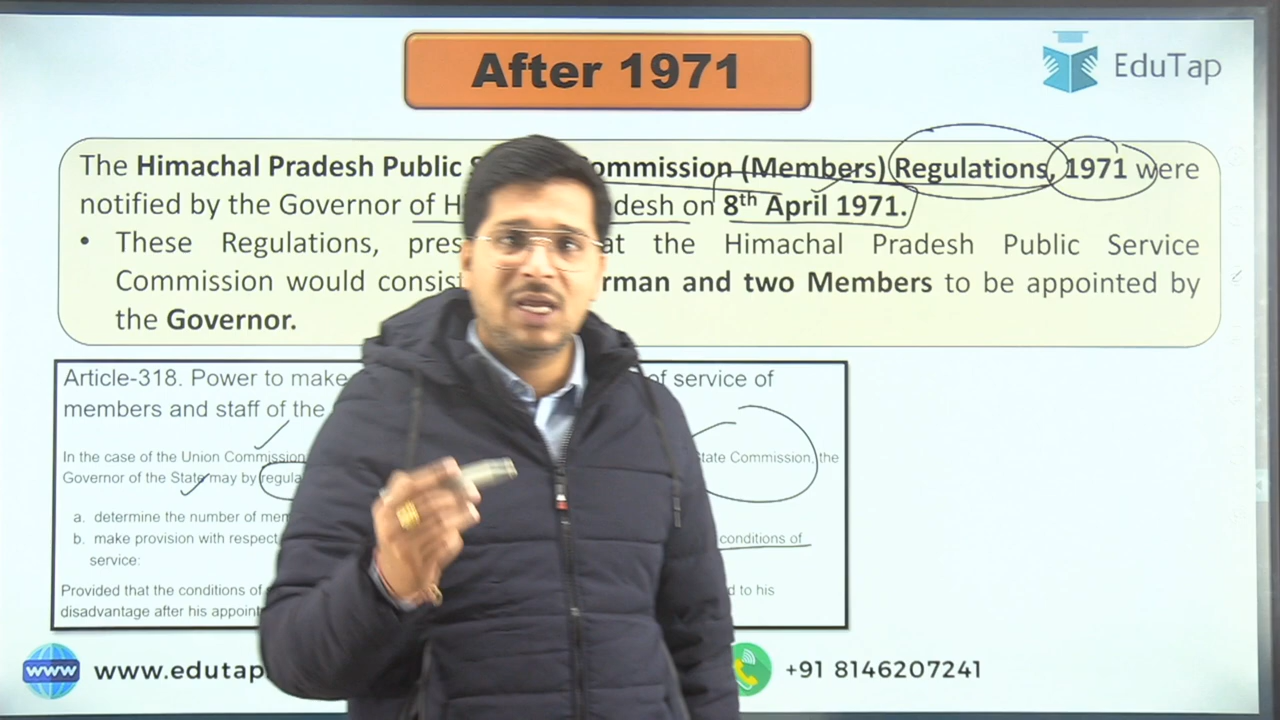 After 1971
EduTap
The Himachal Pradesh Public ommission (Members) Regulations, 1971 were
notified by the Governor of H desh on 8th April 1971.
• These Regulations, pres at the Himachal Pradesh Public Service
Commission would consist rman and two Members to be appointed by
the Governor.
Article-318. Power to make of service of
members and staff of the
In the case of the Union Commission State Commission, the
Governor of the State may by regula
a. determine the number of mem
b. make provision with respect conditions of
service:
Provided that the conditions of d to his
disadvantage after his appoint
www www.edutap +91 8146207241